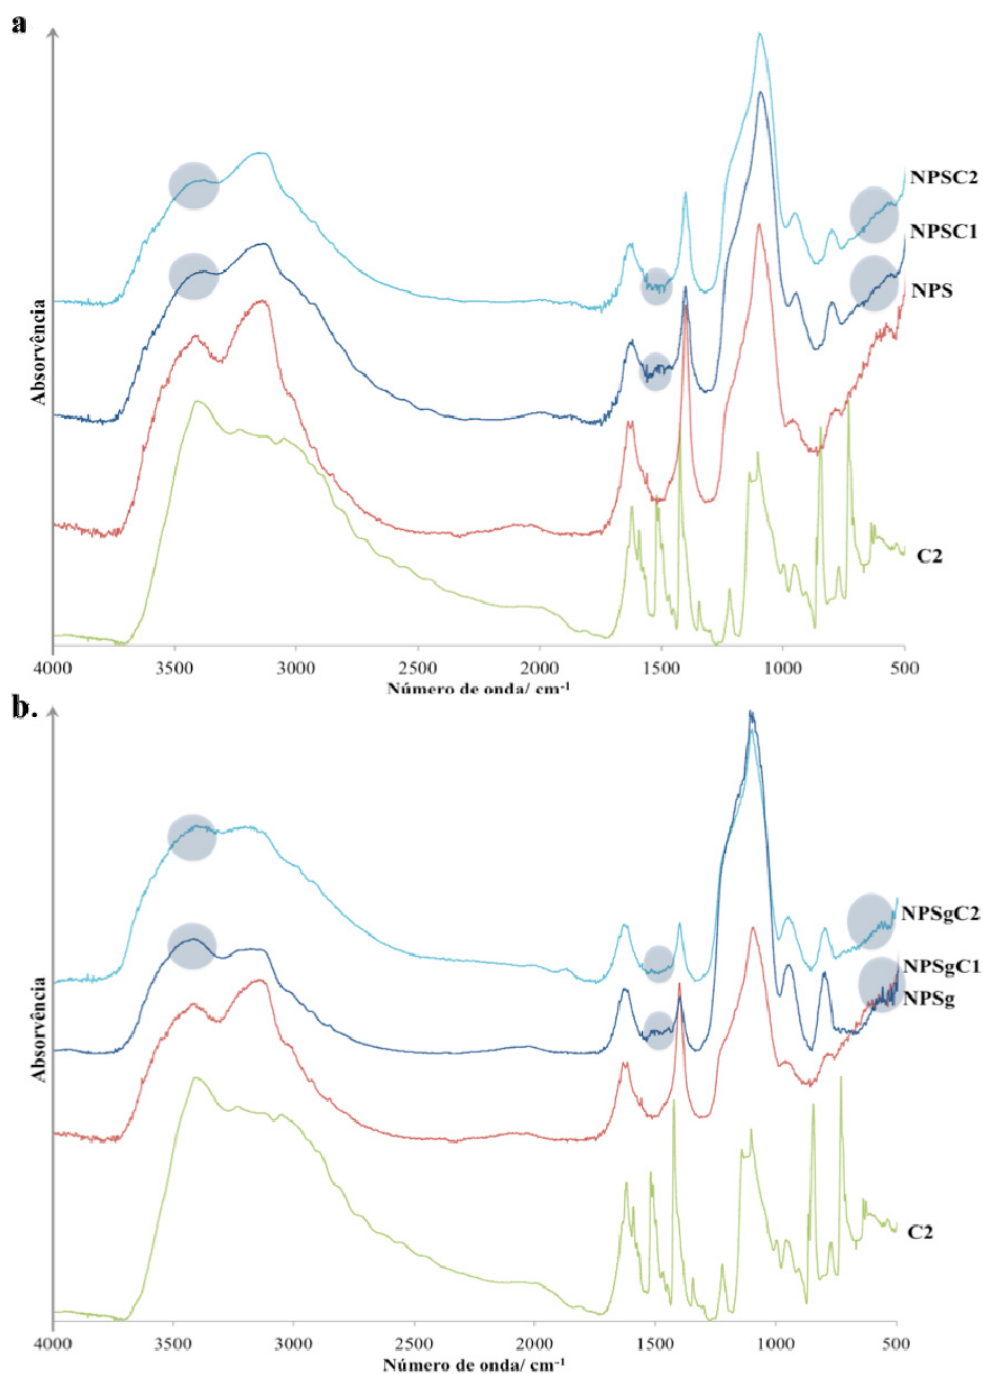 a
NPSC2
NPSC1
NPS
C2
Absorvência
4000 3500 3000 2500 2000 1500 1000 500
Número de onda/ cm-1
b.
NPSgC2
NPSgC1
NPSg
C2
Absorvência
4000 3500 3000 2500 2000 1500 1000 500
Número de onda/ cm-1